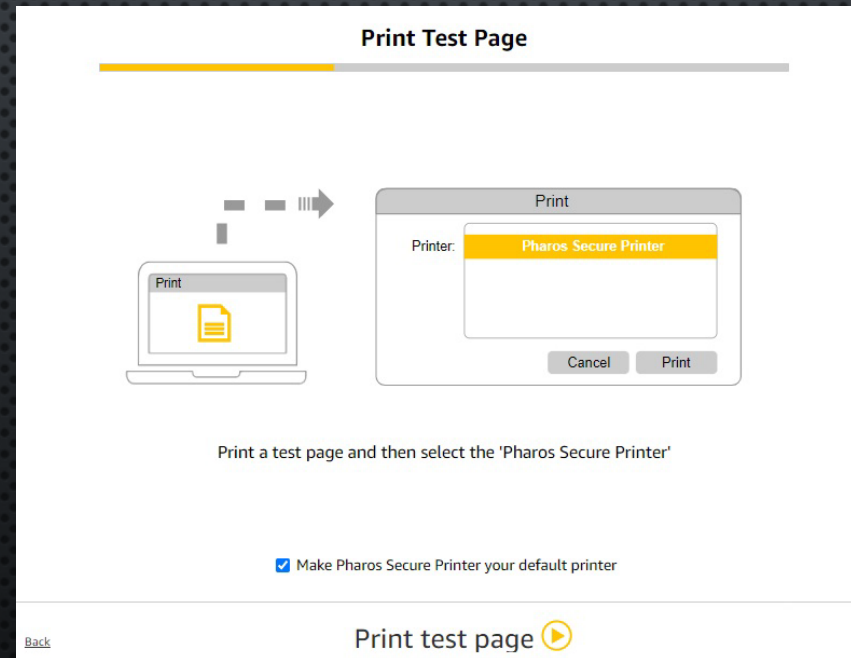 Print Test Page
Print
Printer: Pharos Secure Printer
Print
Cancel Print
Print a test page and then select the 'Pharos Secure Printer'
Make Pharos Secure Printer your default printer
Back Print test page